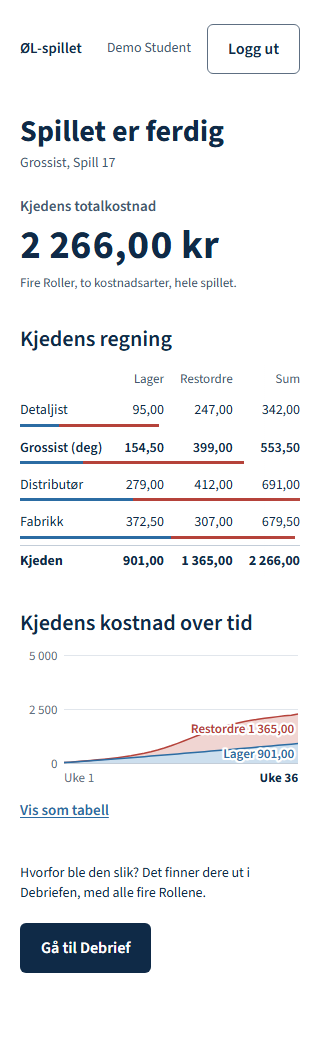 ØL-spillet Demo Student Logg ut
Spillet er ferdig
Grossist, Spill 17
Kjedens totalkostnad
2 266,00 kr
Fire Roller, to kostnadsarter, hele spillet.
Kjedens regning
Lager Restordre Sum
Detaljist 95,00 247,00 342,00
Grossist (deg) 154,50 399,00 553,50
Distributør 279,00 412,00 691,00
Fabrikk 372,50 307,00 679,50
Kjeden 901,00 1 365,00 2 266,00
Kjedens kostnad over tid
5 000
2 500
Restordre 1 365,00
Lager 901,00
0
Uke 1 Uke 36
Vis som tabell
Hvorfor ble den slik? Det finner dere ut i
Debriefen, med alle fire Rollene.
Gå til Debrief